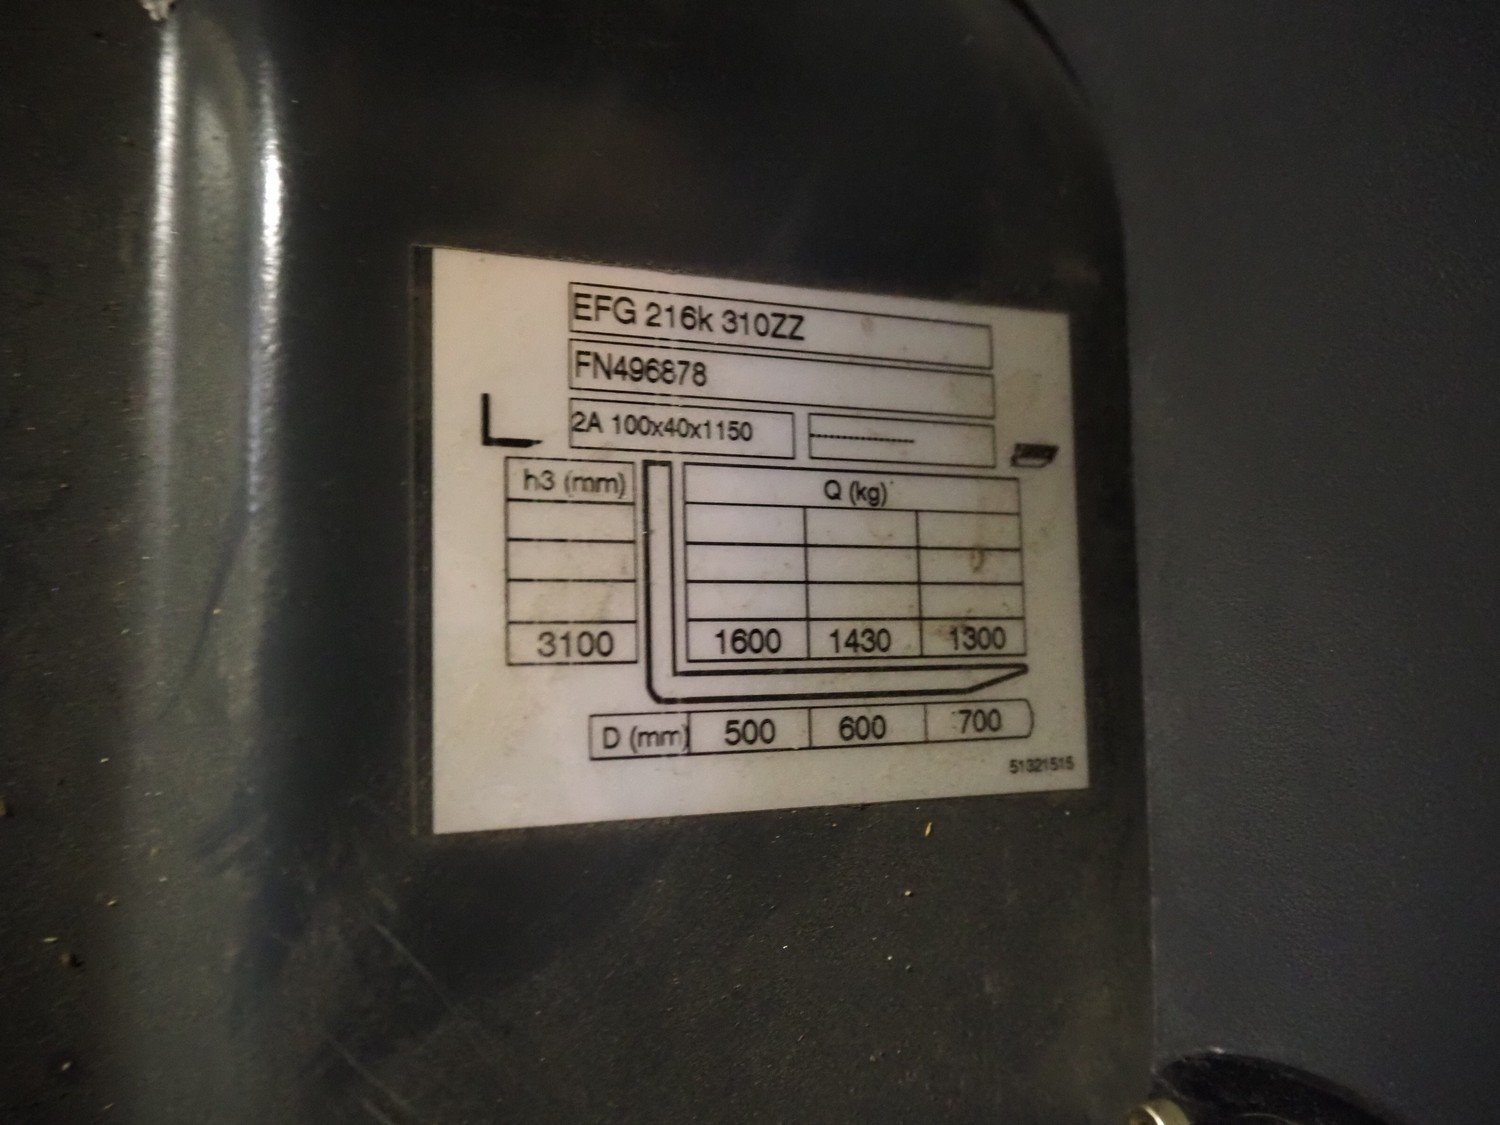 EFG 216k 310ZZ
FN496878
2A 100x40x1150
h3 (mm)
Q (kg)
3100 1600 1430 1300
D (mm) 500 600 700
51321515